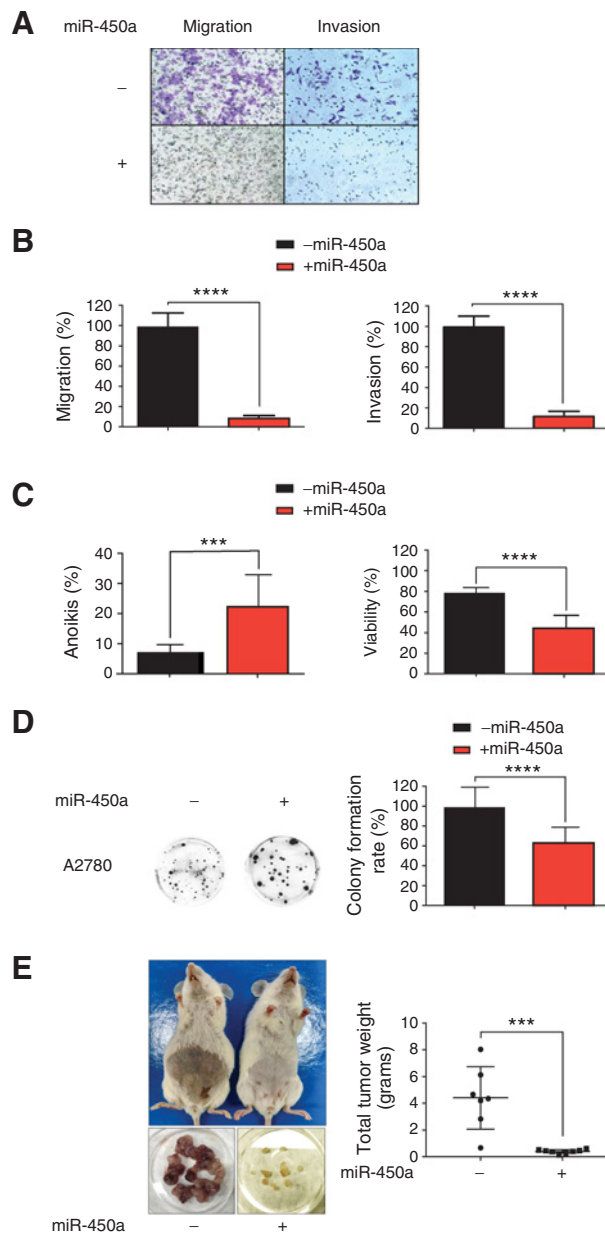 A
miR-450a Migration Invasion
–
+
B
–miR-450a
+miR-450a
Migration (%)
120
100
80
60
40
20
0
****
Invasion (%)
120
100
80
60
40
20
0
****
C
–miR-450a
+miR-450a
Anoikis (%)
40
30
20
10
0
***
Viability (%)
120
100
80
60
40
20
0
****
D
–miR-450a
+miR-450a
miR-450a – +
A2780
Colony formation
rate (%)
120
100
80
60
40
20
0
****
E
Total tumor weight
(grams)
10
8
6
4
2
0
***
miR-450a – +
miR-450a – +